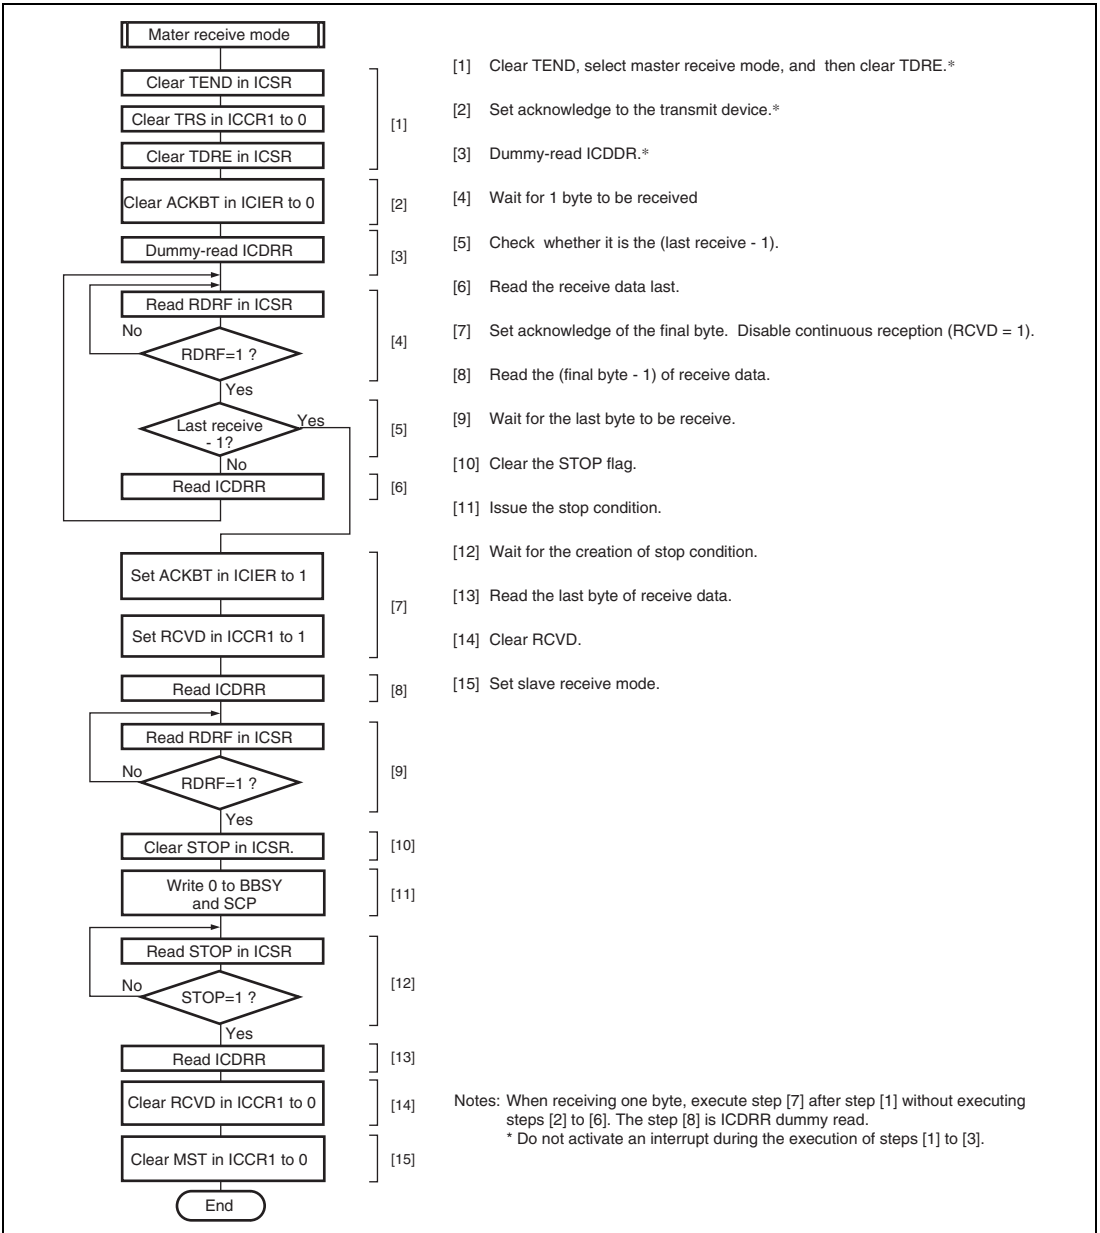 Mater receive mode
Clear TEND in ICSR
Clear TRS in ICCR1 to 0
[1]
Clear TDRE in ICSR
Clear ACKBT in ICIER to 0
[2]
Dummy-read ICDRR
[3]
Read RDRF in ICSR
No
RDRF=1 ?
[4]
Yes
Last receive
- 1?
Yes
[5]
No
Read ICDRR
[6]
Set ACKBT in ICIER to 1
[7]
Set RCVD in ICCR1 to 1
Read ICDRR
[8]
Read RDRF in ICSR
No
RDRF=1 ?
[9]
Yes
Clear STOP in ICSR.
[10]
Write 0 to BBSY
and SCP
[11]
Read STOP in ICSR
No
STOP=1 ?
[12]
Yes
Read ICDRR
[13]
Clear RCVD in ICCR1 to 0
[14]
Clear MST in ICCR1 to 0
[15]
End
[1] Clear TEND, select master receive mode, and then clear TDRE.*
[2] Set acknowledge to the transmit device.*
[3] Dummy-read ICDDR.*
[4] Wait for 1 byte to be received
[5] Check whether it is the (last receive - 1).
[6] Read the receive data last.
[7] Set acknowledge of the final byte. Disable continuous reception (RCVD = 1).
[8] Read the (final byte - 1) of receive data.
[9] Wait for the last byte to be receive.
[10] Clear the STOP flag.
[11] Issue the stop condition.
[12] Wait for the creation of stop condition.
[13] Read the last byte of receive data.
[14] Clear RCVD.
[15] Set slave receive mode.
Notes: When receiving one byte, execute step [7] after step [1] without executing
steps [2] to [6]. The step [8] is ICDRR dummy read.
* Do not activate an interrupt during the execution of steps [1] to [3].